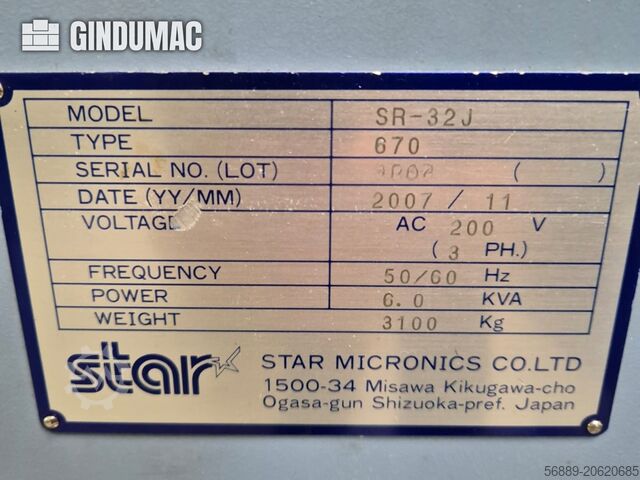 GINDUMAC
MODEL SR-32J
TYPE 670
SERIAL NO. (LOT) ( )
DATE (YY/MM) 2007 / 11
VOLTAGE AC 200 V
( 3 PH.)
FREQUENCY 50/60 Hz
POWER 6.0 KVA
WEIGHT 3100 Kg
star STAR MICRONICS CO.LTD
1500-34 Misawa Kikugawa-cho
Ogasa-gun Shizuoka-pref. Japan
56889-20620685